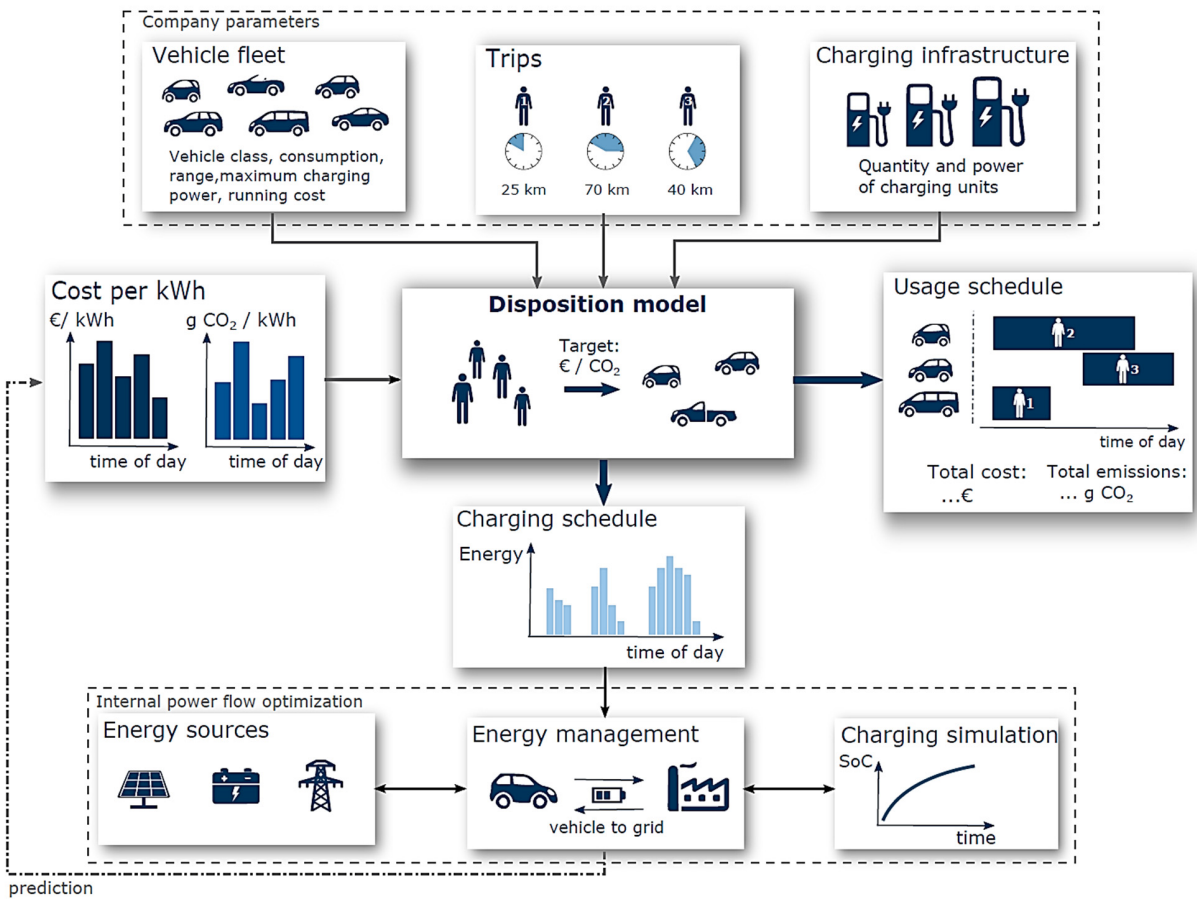 Company parameters
Vehicle fleet
Vehicle class, consumption,
range,maximum charging
power, running cost
Trips
1 2 3
25 km 70 km 40 km
Charging infrastructure
Quantity and power
of charging units
Cost per kWh
€/ kWh
g CO₂ / kWh
time of day
time of day
Disposition model
Target:
€ / CO₂
Usage schedule
2
3
1
time of day
Total cost:
...€
Total emissions:
... g CO₂
Charging schedule
Energy
time of day
Internal power flow optimization
Energy sources
Energy management
vehicle to grid
Charging simulation
SoC
time
prediction